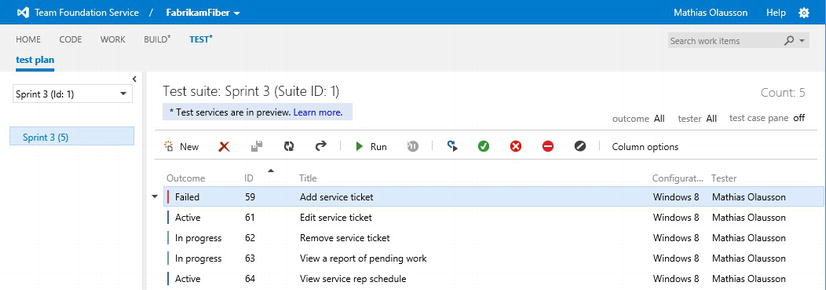 Team Foundation Service / FabrikamFiber Mathias Olausson Help
HOME CODE WORK BUILD* TEST* Search work items
test plan
Sprint 3 (Id: 1)
Sprint 3 (5)
Test suite: Sprint 3 (Suite ID: 1) Count: 5
* Test services are in preview. Learn more.
outcome All tester All test case pane off
New Run Column options
Outcome ID Title Configurat... Tester
Failed 59 Add service ticket Windows 8 Mathias Olausson
Active 61 Edit service ticket Windows 8 Mathias Olausson
In progress 62 Remove service ticket Windows 8 Mathias Olausson
In progress 63 View a report of pending work Windows 8 Mathias Olausson
Active 64 View service rep schedule Windows 8 Mathias Olausson